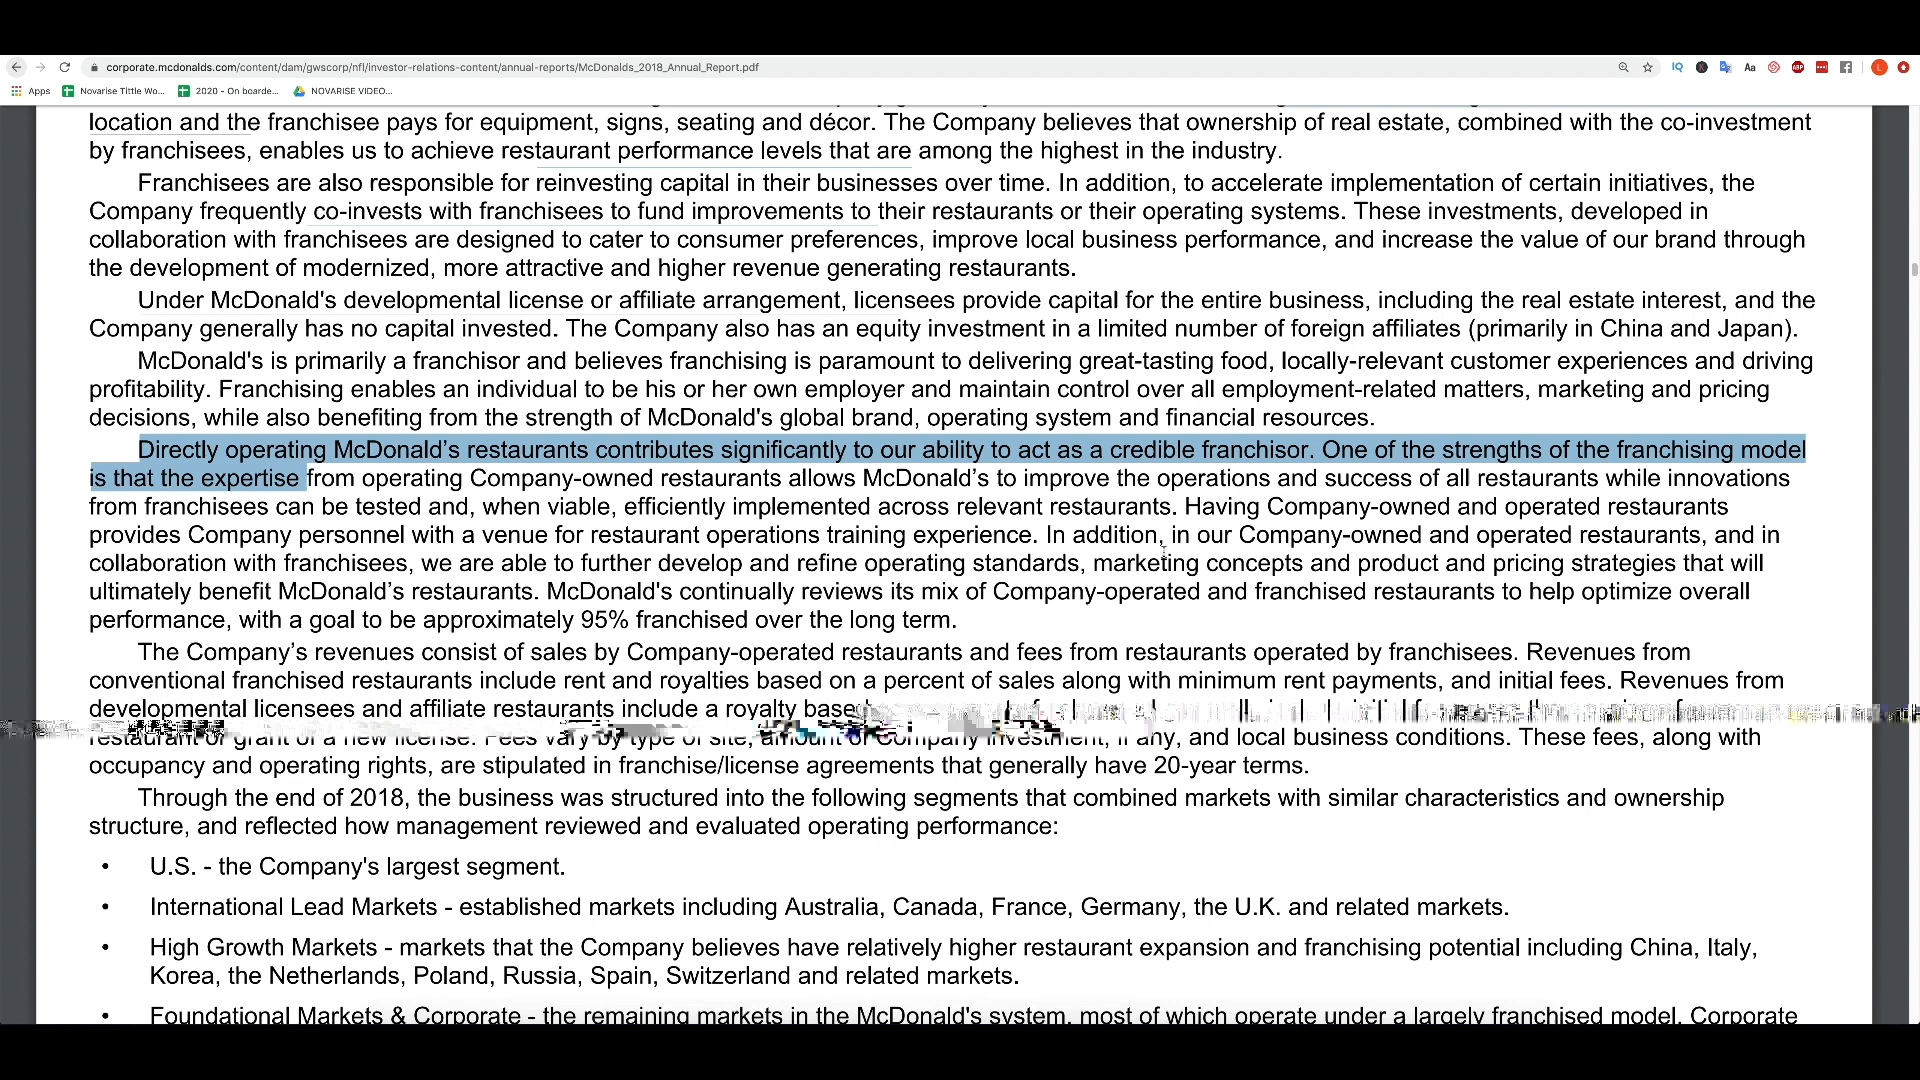 corporate.mcdonalds.com/content/dam/gwscorp/nfl/investor-relations-content/annual-reports/McDonalds_2018_Annual_Report.pdf
IQ
Aa
ABP
L
Apps
Novarise Tittle Wo...
2020 - On boarde...
NOVARISE VIDEO...
location and the franchisee pays for equipment, signs, seating and décor. The Company believes that ownership of real estate, combined with the co-investment
by franchisees, enables us to achieve restaurant performance levels that are among the highest in the industry.
Franchisees are also responsible for reinvesting capital in their businesses over time. In addition, to accelerate implementation of certain initiatives, the
Company frequently co-invests with franchisees to fund improvements to their restaurants or their operating systems. These investments, developed in
collaboration with franchisees are designed to cater to consumer preferences, improve local business performance, and increase the value of our brand through
the development of modernized, more attractive and higher revenue generating restaurants.
Under McDonald's developmental license or affiliate arrangement, licensees provide capital for the entire business, including the real estate interest, and the
Company generally has no capital invested. The Company also has an equity investment in a limited number of foreign affiliates (primarily in China and Japan).
McDonald's is primarily a franchisor and believes franchising is paramount to delivering great-tasting food, locally-relevant customer experiences and driving
profitability. Franchising enables an individual to be his or her own employer and maintain control over all employment-related matters, marketing and pricing
decisions, while also benefiting from the strength of McDonald's global brand, operating system and financial resources.
Directly operating McDonald’s restaurants contributes significantly to our ability to act as a credible franchisor. One of the strengths of the franchising model
is that the expertise from operating Company-owned restaurants allows McDonald’s to improve the operations and success of all restaurants while innovations
from franchisees can be tested and, when viable, efficiently implemented across relevant restaurants. Having Company-owned and operated restaurants
provides Company personnel with a venue for restaurant operations training experience. In addition, in our Company-owned and operated restaurants, and in
collaboration with franchisees, we are able to further develop and refine operating standards, marketing concepts and product and pricing strategies that will
ultimately benefit McDonald’s restaurants. McDonald's continually reviews its mix of Company-operated and franchised restaurants to help optimize overall
performance, with a goal to be approximately 95% franchised over the long term.
The Company’s revenues consist of sales by Company-operated restaurants and fees from restaurants operated by franchisees. Revenues from
conventional franchised restaurants include rent and royalties based on a percent of sales along with minimum rent payments, and initial fees. Revenues from
developmental licensees and affiliate restaurants include a royalty based
restaurant or grant of a new license. Fees vary by type of site, amount of Company investment, if any, and local business conditions. These fees, along with
occupancy and operating rights, are stipulated in franchise/license agreements that generally have 20-year terms.
Through the end of 2018, the business was structured into the following segments that combined markets with similar characteristics and ownership
structure, and reflected how management reviewed and evaluated operating performance:
• U.S. - the Company's largest segment.
• International Lead Markets - established markets including Australia, Canada, France, Germany, the U.K. and related markets.
• High Growth Markets - markets that the Company believes have relatively higher restaurant expansion and franchising potential including China, Italy,
Korea, the Netherlands, Poland, Russia, Spain, Switzerland and related markets.
• Foundational Markets & Corporate - the remaining markets in the McDonald's system, most of which operate under a largely franchised model. Corporate